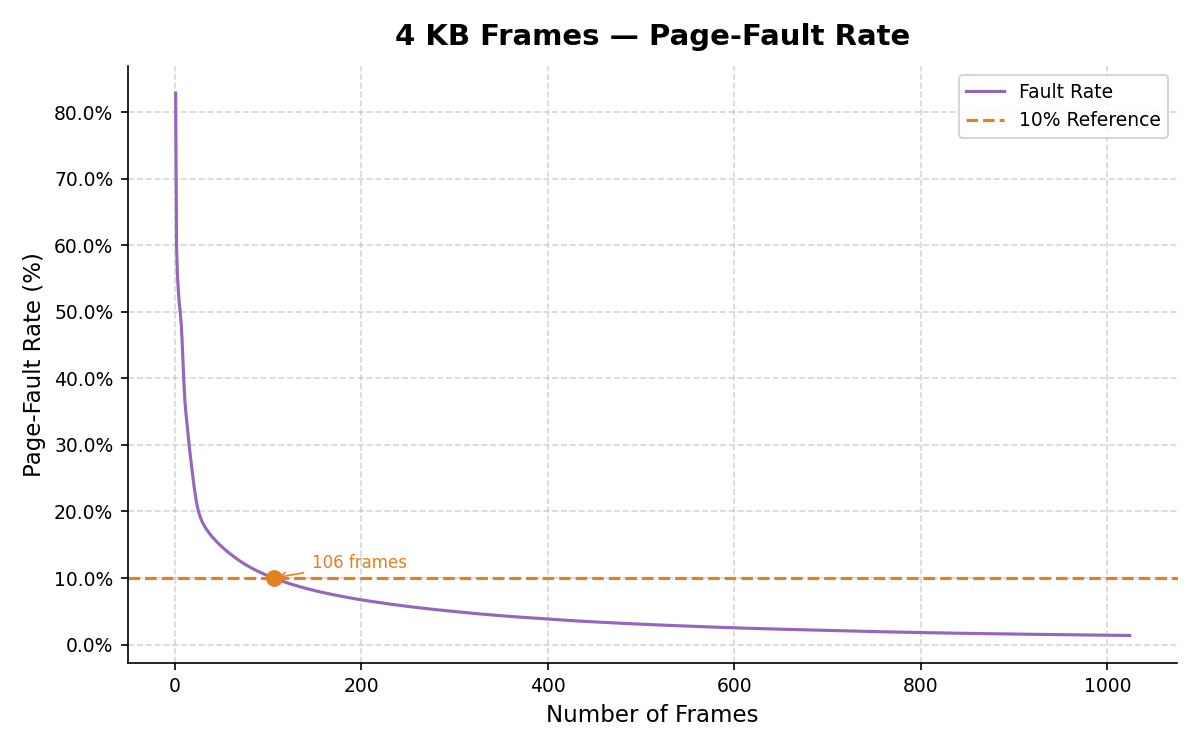 4 KB Frames — Page-Fault Rate
Fault Rate
10% Reference
Page-Fault Rate (%)
80.0%
70.0%
60.0%
50.0%
40.0%
30.0%
20.0%
10.0%
0.0%
106 frames
0 200 400 600 800 1000
Number of Frames